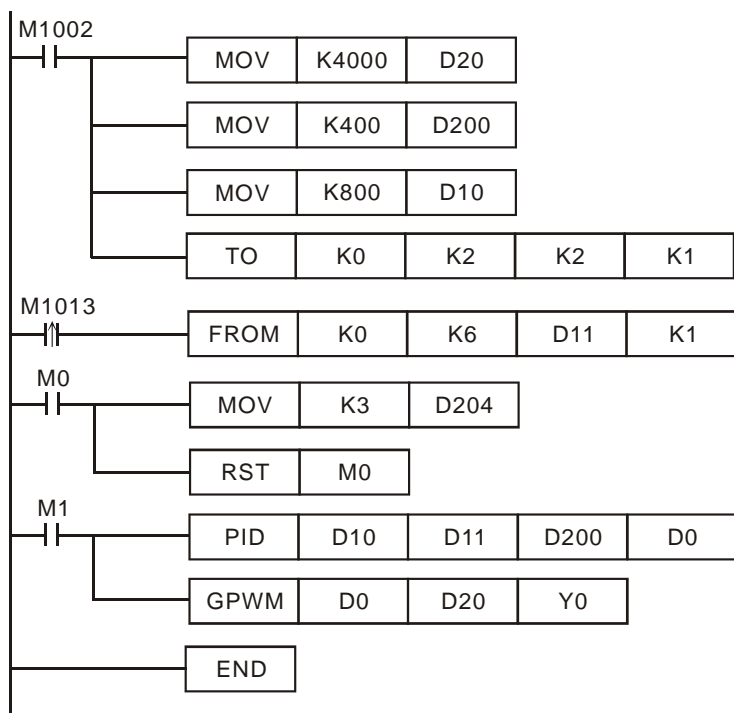 M1002
MOV K4000 D20
MOV K400 D200
MOV K800 D10
TO K0 K2 K2 K1
M1013
FROM K0 K6 D11 K1
M0
MOV K3 D204
RST M0
M1
PID D10 D11 D200 D0
GPWM D0 D20 Y0
END